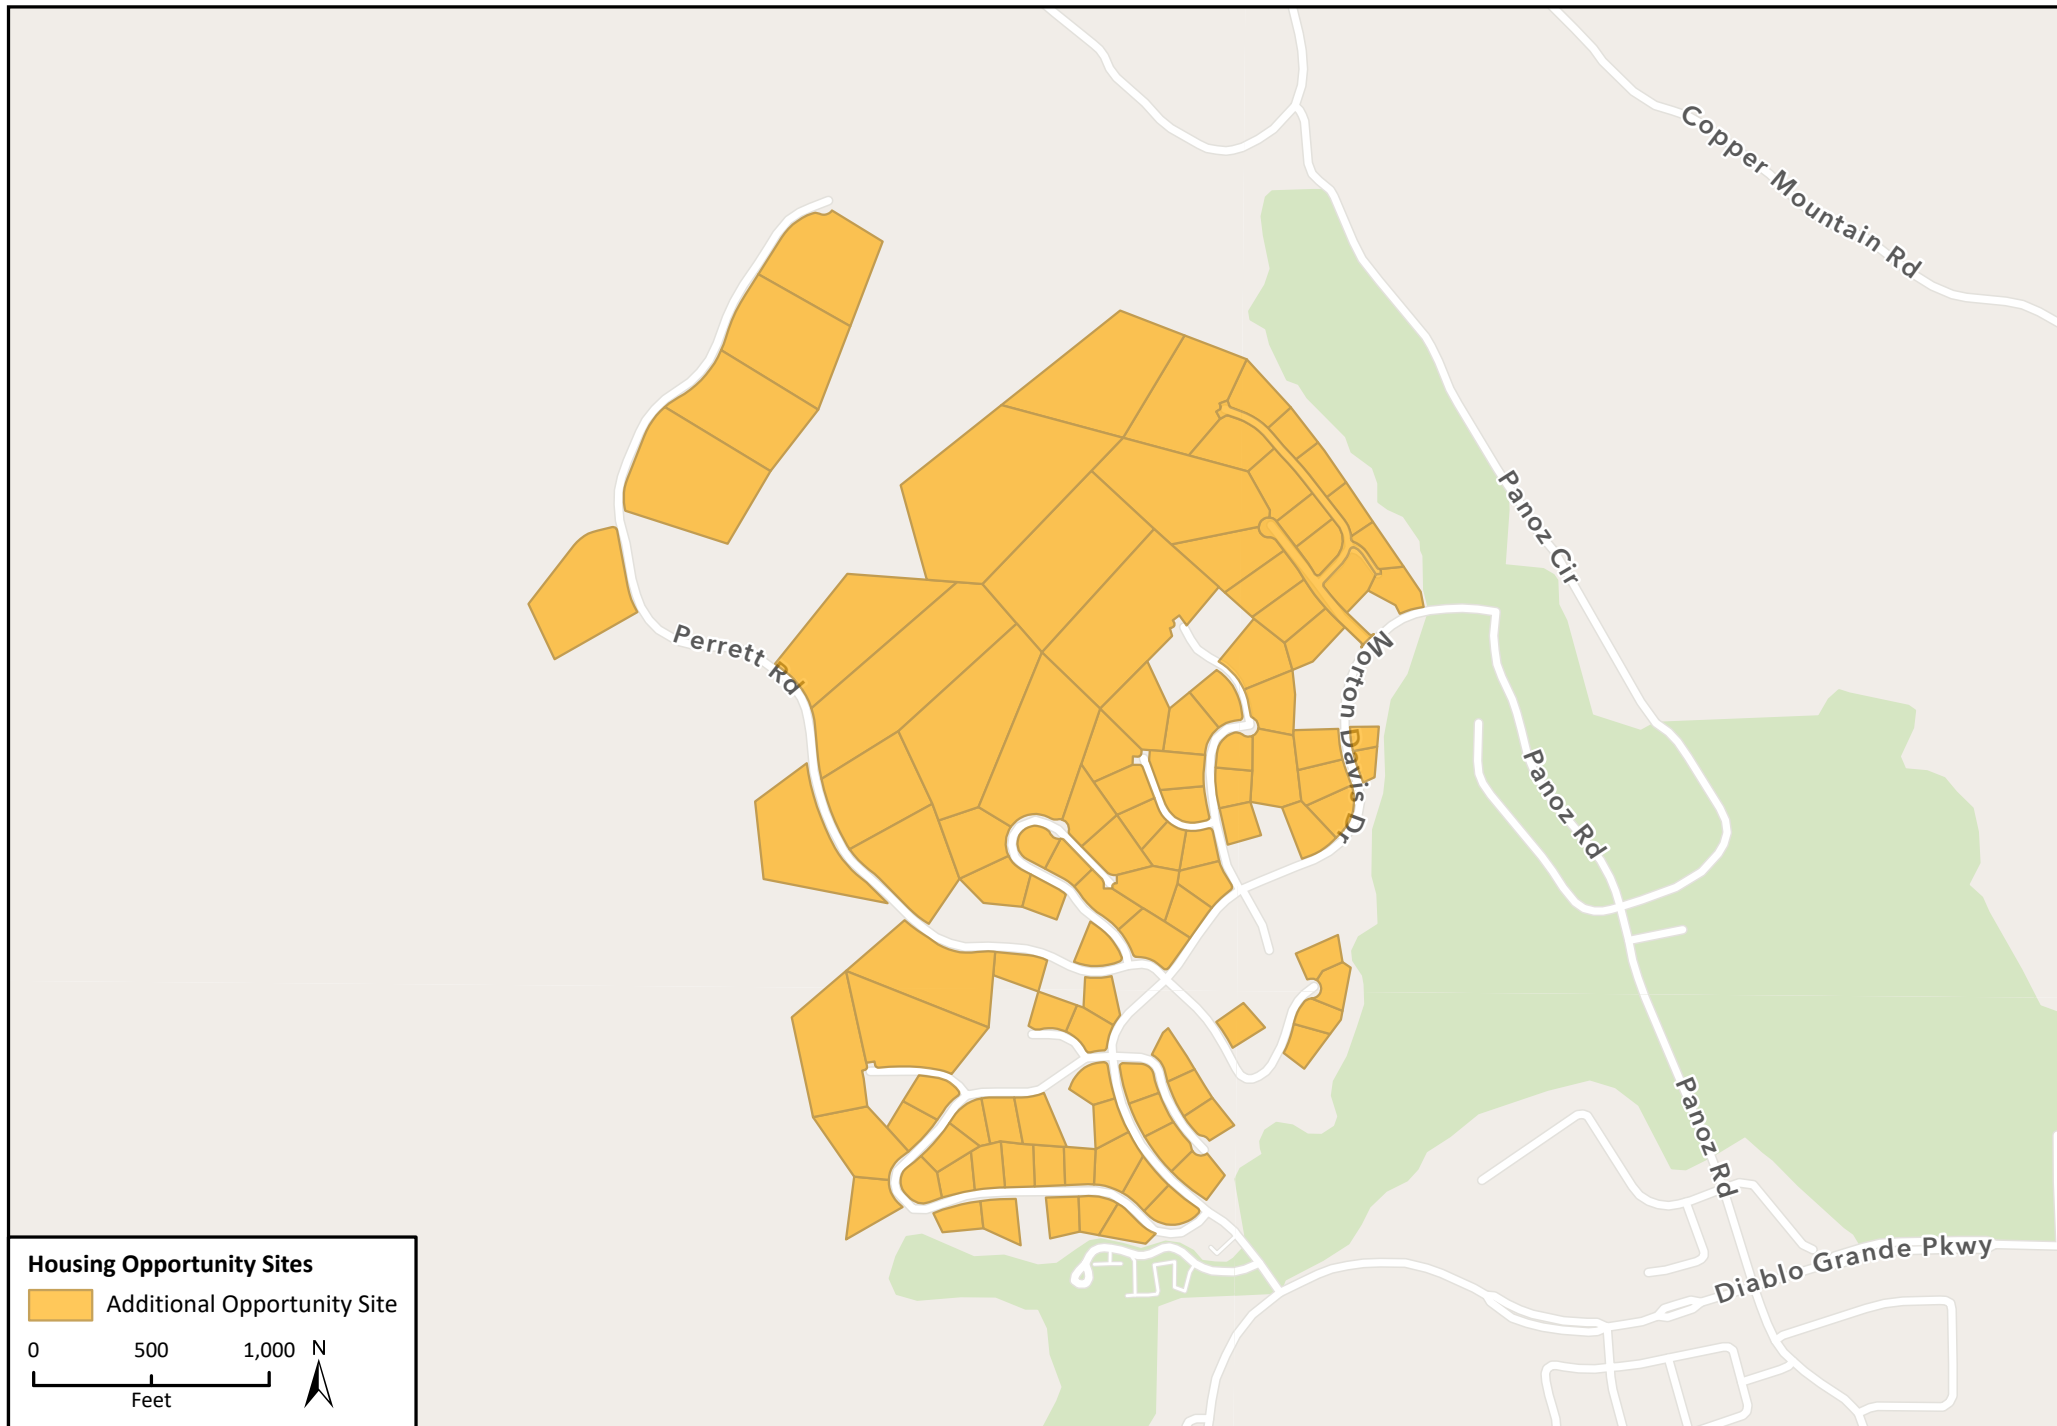 Copper Mountain Rd
Panoz Cir
Perrett Rd
Morton Davis Dr
Panoz Rd
Panoz Rd
Diablo Grande Pkwy
Housing Opportunity Sites
Additional Opportunity Site
0 500 1,000 N
Feet